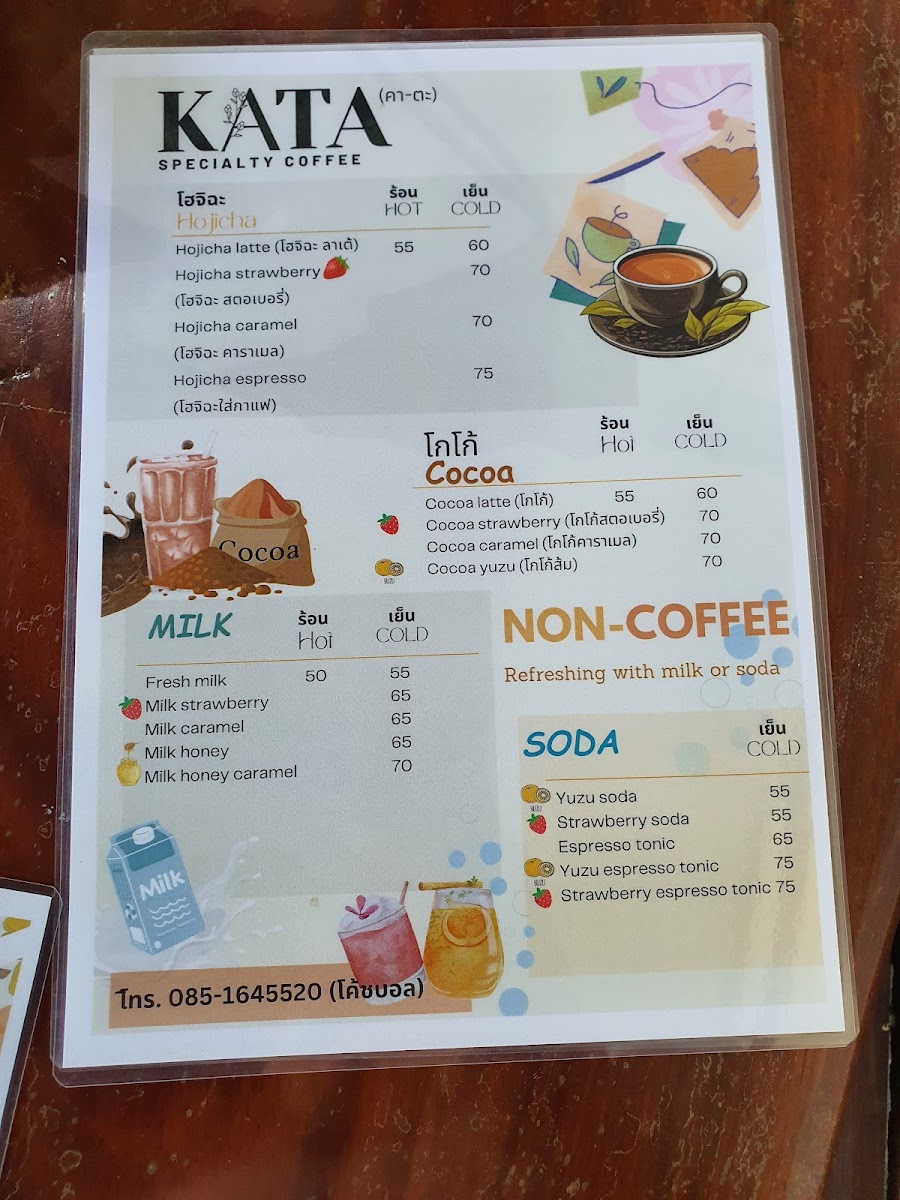 KATA (คา-ตะ)
SPECIALTY COFFEE
โฮจิฉะ ร้อน เย็น
Hojicha HOT COLD
Hojicha latte (โฮจิฉะ ลาเต้) 55 60
Hojicha strawberry 70
(โฮจิฉะ สตอเบอรี่)
Hojicha caramel 70
(โฮจิฉะ คาราเมล)
Hojicha espresso 75
(โฮจิฉะใส่กาแฟ)
โกโก้ ร้อน เย็น
Cocoa Hot COLD
Cocoa latte (โกโก้) 55 60
Cocoa strawberry (โกโก้สตอเบอรี่) 70
Cocoa caramel (โกโก้คาราเมล) 70
YUZU Cocoa yuzu (โกโก้ส้ม) 70
Cocoa
MILK ร้อน เย็น
Hot COLD
Fresh milk 50 55
Milk strawberry 65
Milk caramel 65
Milk honey 65
Milk honey caramel 70
Milk
NON-COFFEE
Refreshing with milk or soda
SODA เย็น
COLD
YUZU Yuzu soda 55
Strawberry soda 55
Espresso tonic 65
YUZU Yuzu espresso tonic 75
Strawberry espresso tonic 75
โทร. 085-1645520 (โค้ชบอล)